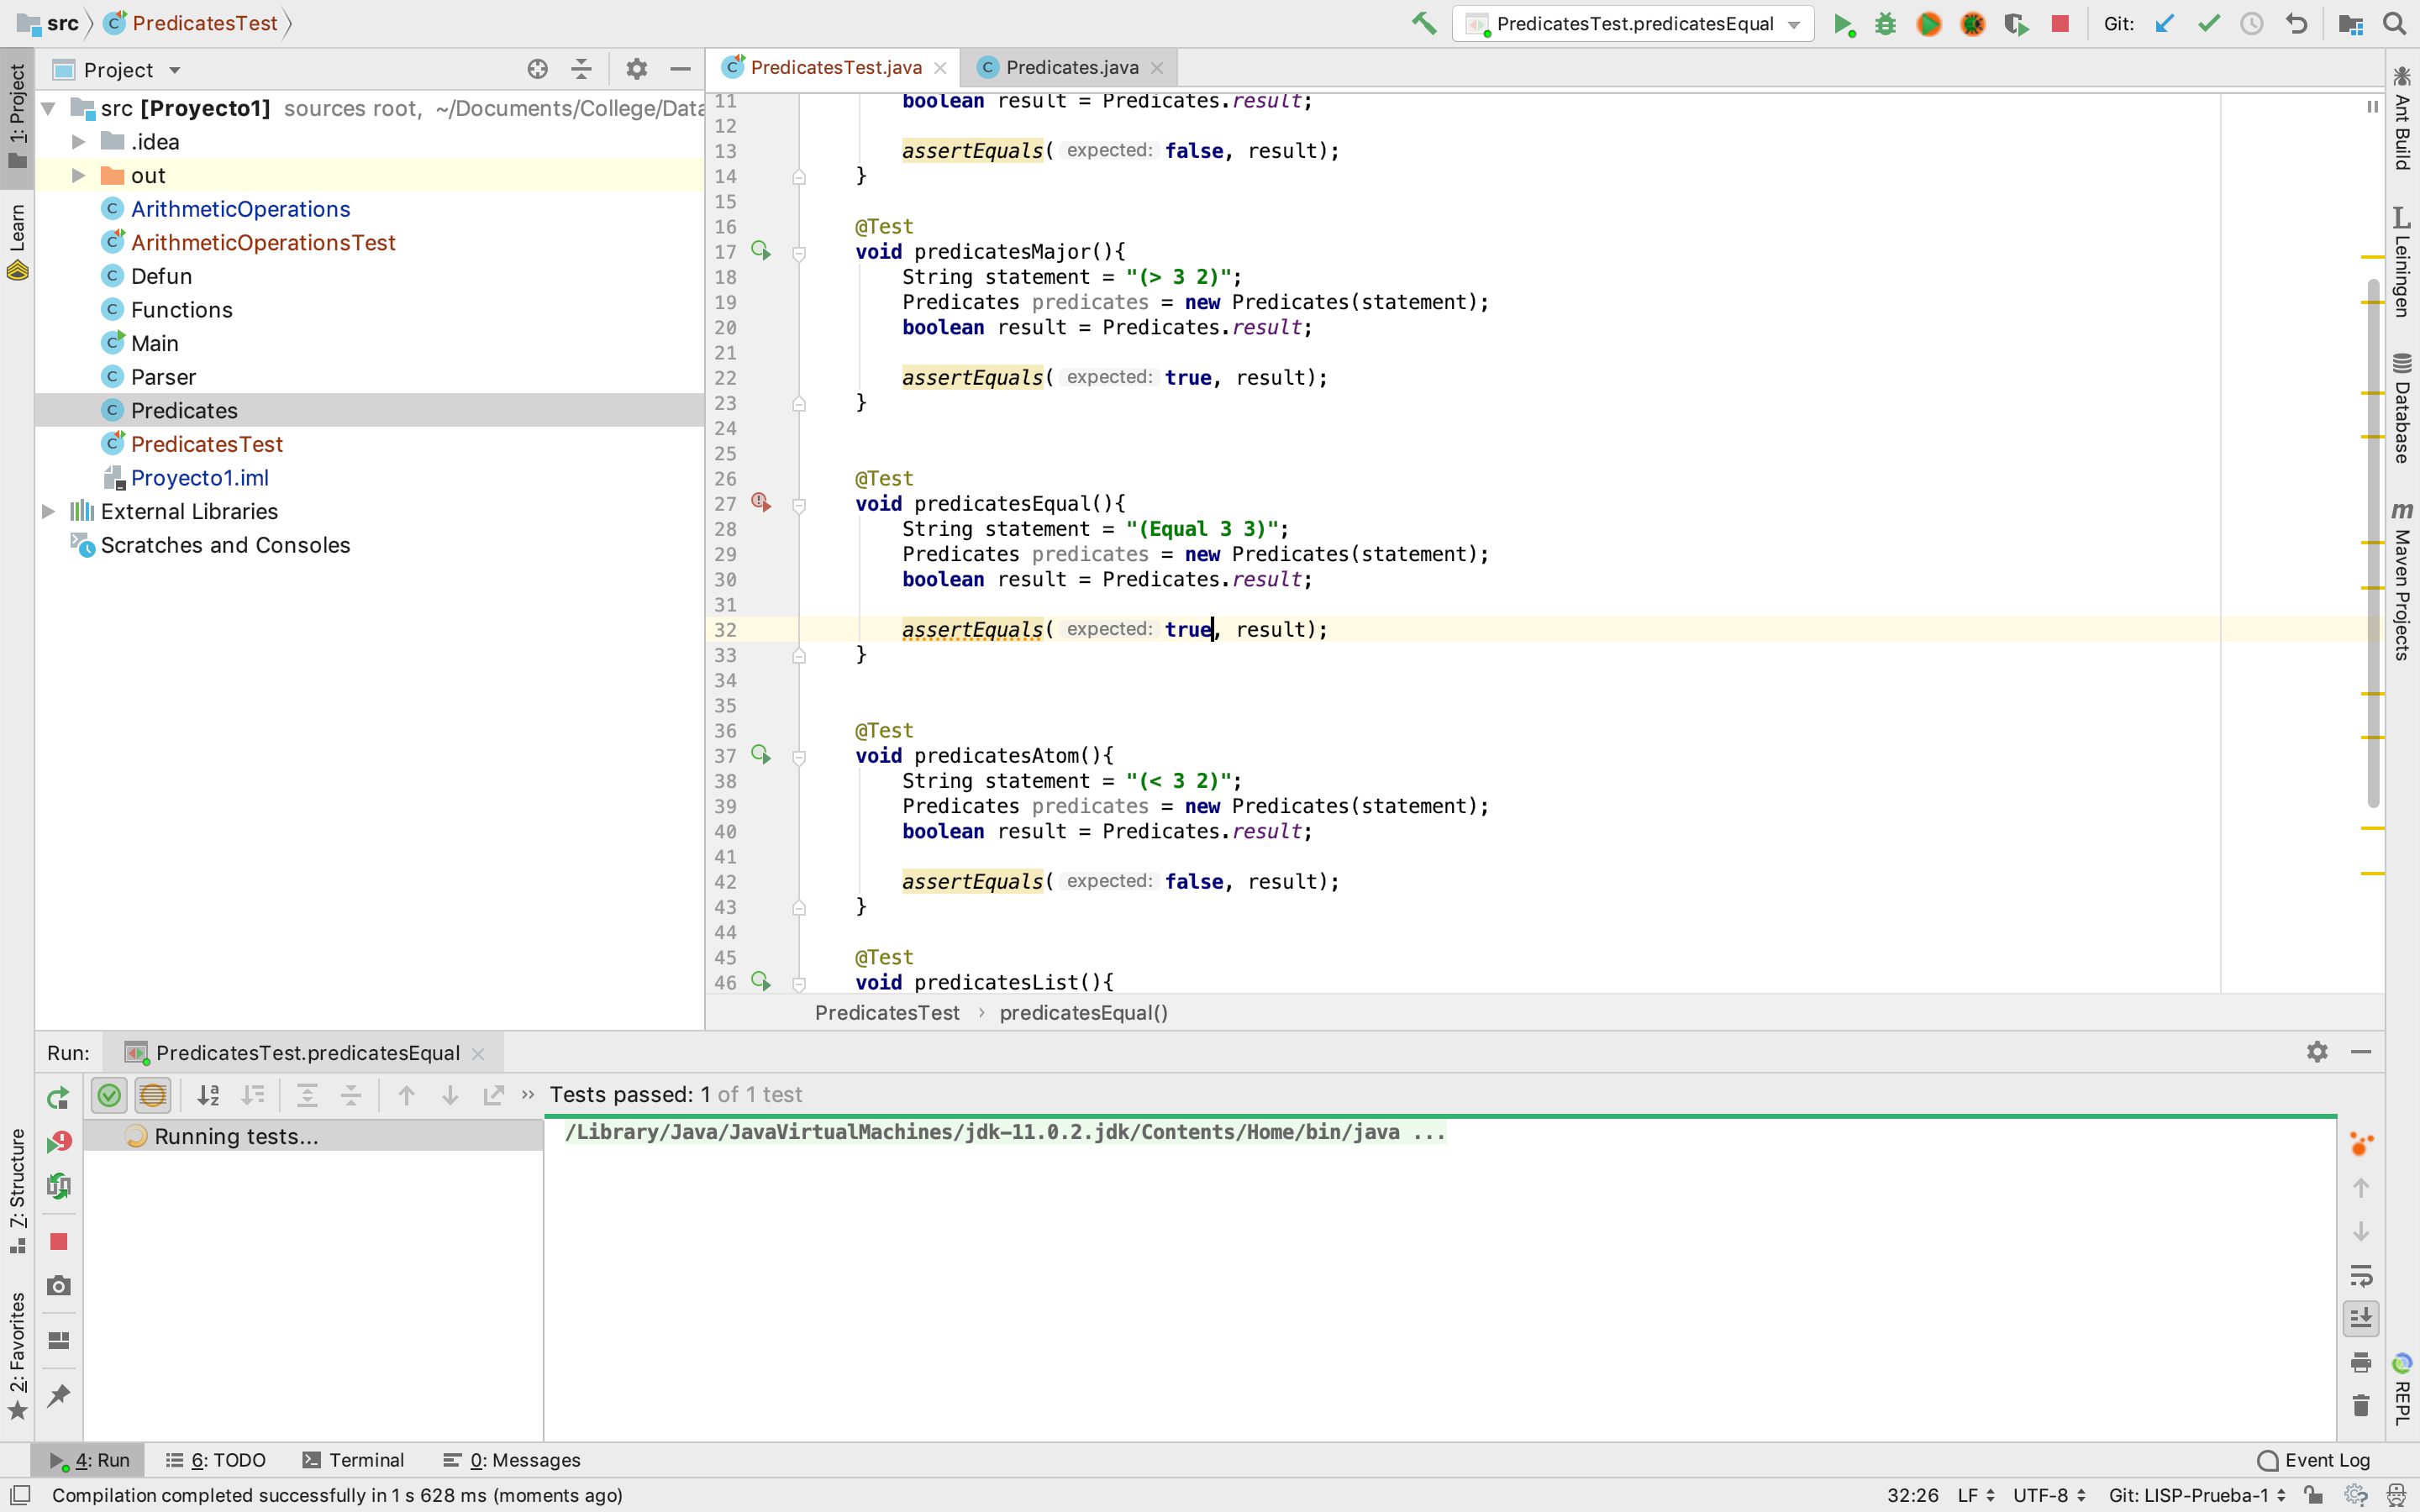 src PredicatesTest
PredicatesTest.predicatesEqual Git:
Project
PredicatesTest.java Predicates.java
src [Proyecto1] sources root, ~/Documents/College/Data
.idea
out
ArithmeticOperations
ArithmeticOperationsTest
Defun
Functions
Main
Parser
Predicates
PredicatesTest
Proyecto1.iml
External Libraries
Scratches and Consoles
1: Project
Learn
7: Structure
2: Favorites
11 boolean result = Predicates.result;
12
13 assertEquals( expected: false, result);
14 }
15
16 @Test
17 void predicatesMajor(){
18 String statement = "(> 3 2)";
19 Predicates predicates = new Predicates(statement);
20 boolean result = Predicates.result;
21
22 assertEquals( expected: true, result);
23 }
24
25
26 @Test
27 void predicatesEqual(){
28 String statement = "(Equal 3 3)";
29 Predicates predicates = new Predicates(statement);
30 boolean result = Predicates.result;
31
32 assertEquals( expected: true, result);
33 }
34
35
36 @Test
37 void predicatesAtom(){
38 String statement = "(< 3 2)";
39 Predicates predicates = new Predicates(statement);
40 boolean result = Predicates.result;
41
42 assertEquals( expected: false, result);
43 }
44
45 @Test
46 void predicatesList(){
PredicatesTest › predicatesEqual()
Ant Build
Leiningen
Database
Maven Projects
REPL
Run: PredicatesTest.predicatesEqual
Tests passed: 1 of 1 test
Running tests...
/Library/Java/JavaVirtualMachines/jdk-11.0.2.jdk/Contents/Home/bin/java ...
4: Run 6: TODO Terminal 0: Messages Event Log
Compilation completed successfully in 1 s 628 ms (moments ago) 32:26 LF UTF-8 Git: LISP-Prueba-1